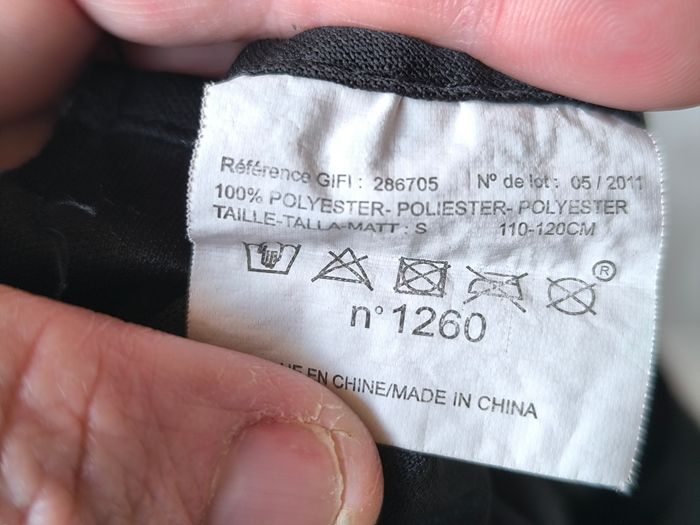 Référence GIFI : 286705 N° de lot : 05 / 2011
100% POLYESTER- POLIESTER- POLYESTER
TAILLE-TALLA-MATT : S 110-120CM
®
n° 1260
EN CHINE/MADE IN CHINA